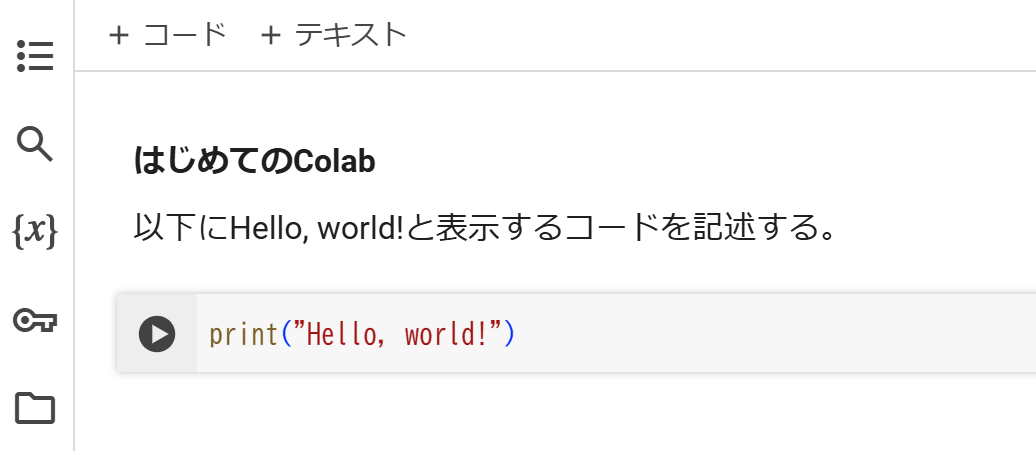 + コード + テキスト
はじめてのColab
以下にHello, world!と表示するコードを記述する。
{x}
print("Hello, world!")